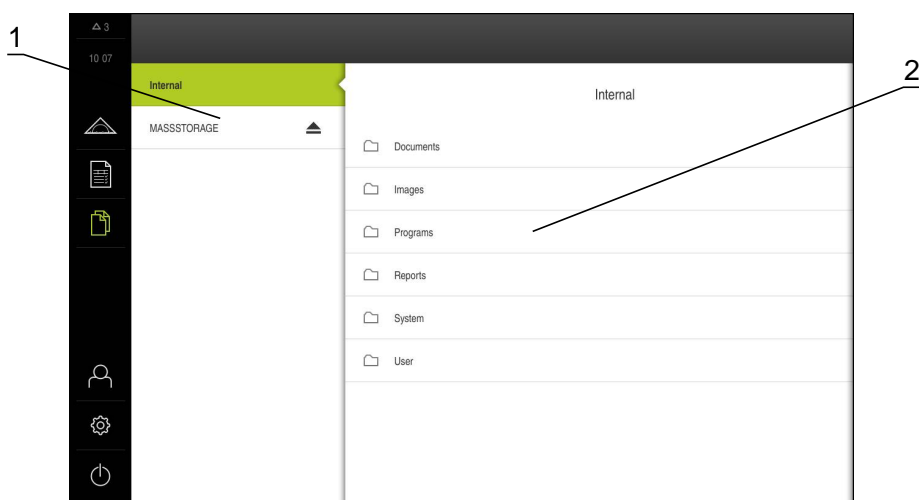 1
△ 3
10 07
2
Internal
Internal
MASSSTORAGE
Documents
Images
Programs
Reports
System
User